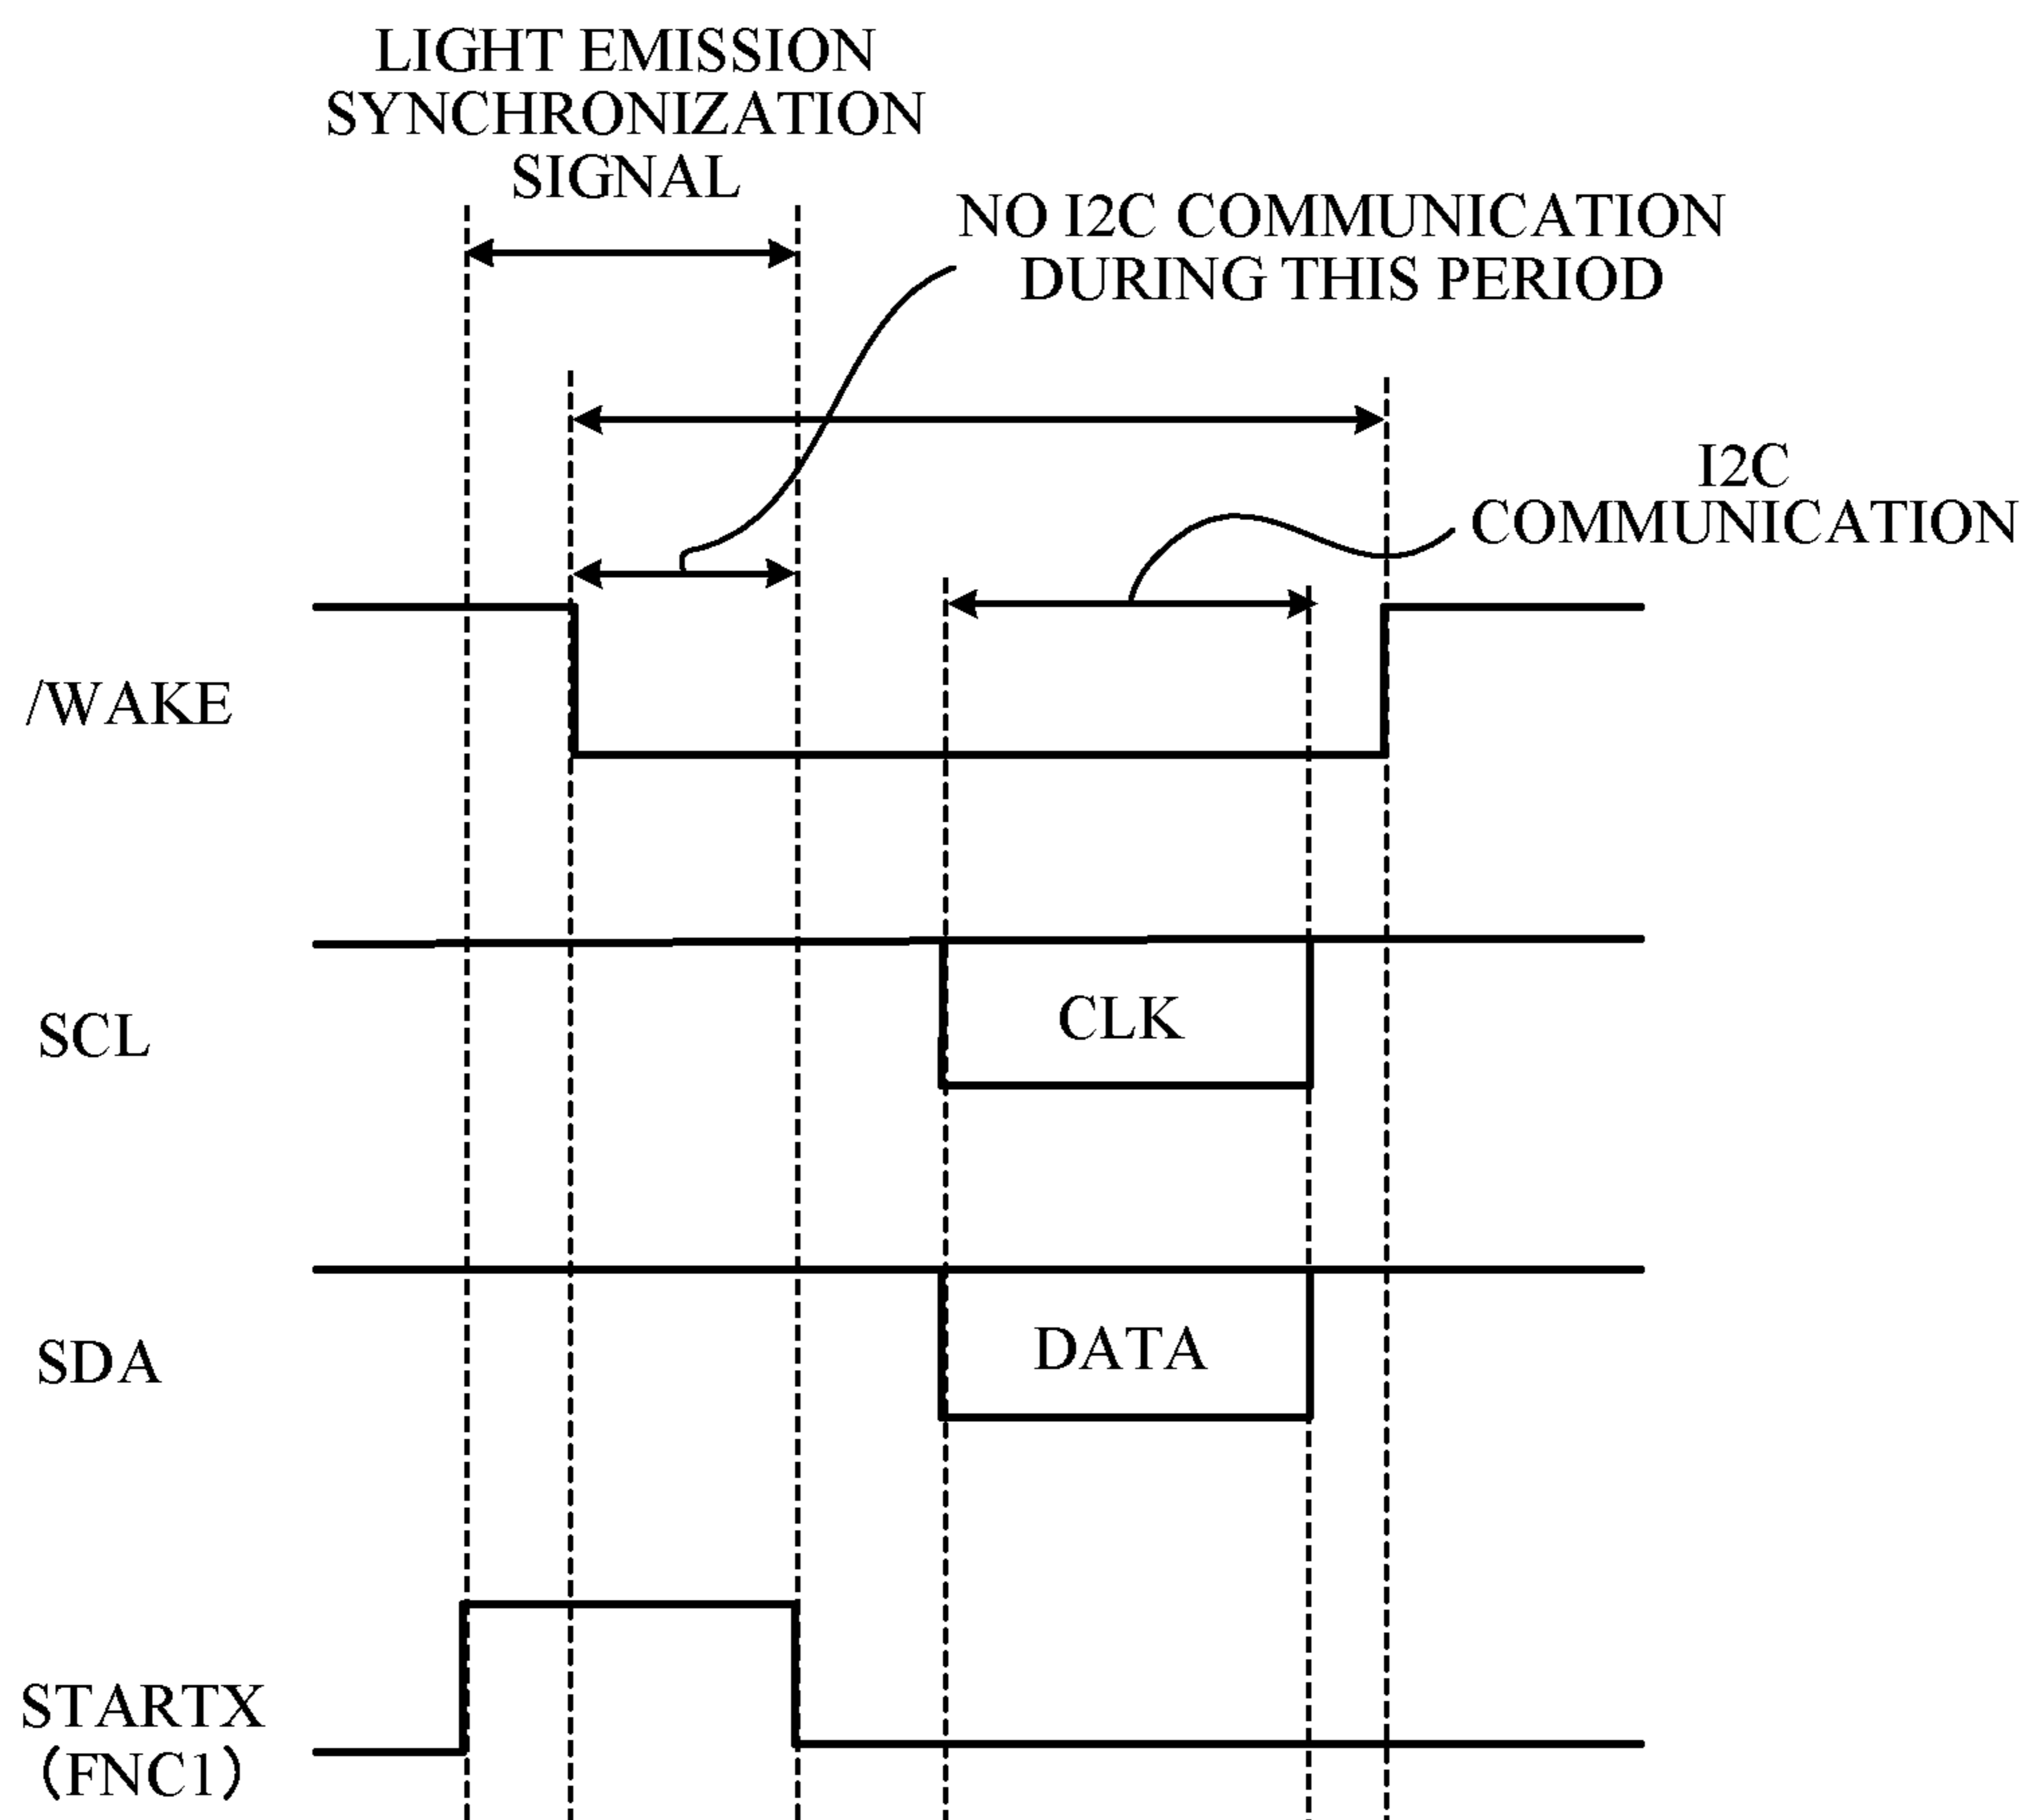 LIGHT EMISSION
SYNCHRONIZATION
SIGNAL
NO I2C COMMUNICATION
DURING THIS PERIOD
I2C
COMMUNICATION
/WAKE
SCL
CLK
SDA
DATA
STARTX
(FNC1)